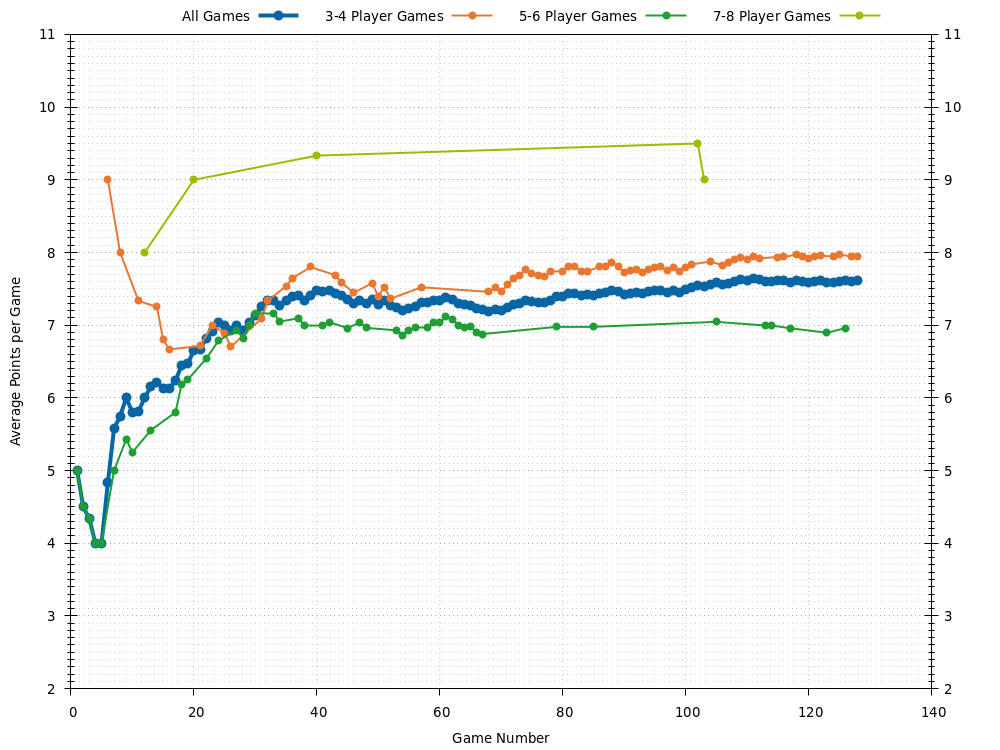 All Games 3-4 Player Games 5-6 Player Games 7-8 Player Games
11 11
10 10
9 9
8 8
7 7
6 6
5 5
4 4
3 3
2 2
Average Points per Game
0 20 40 60 80 100 120 140
Game Number